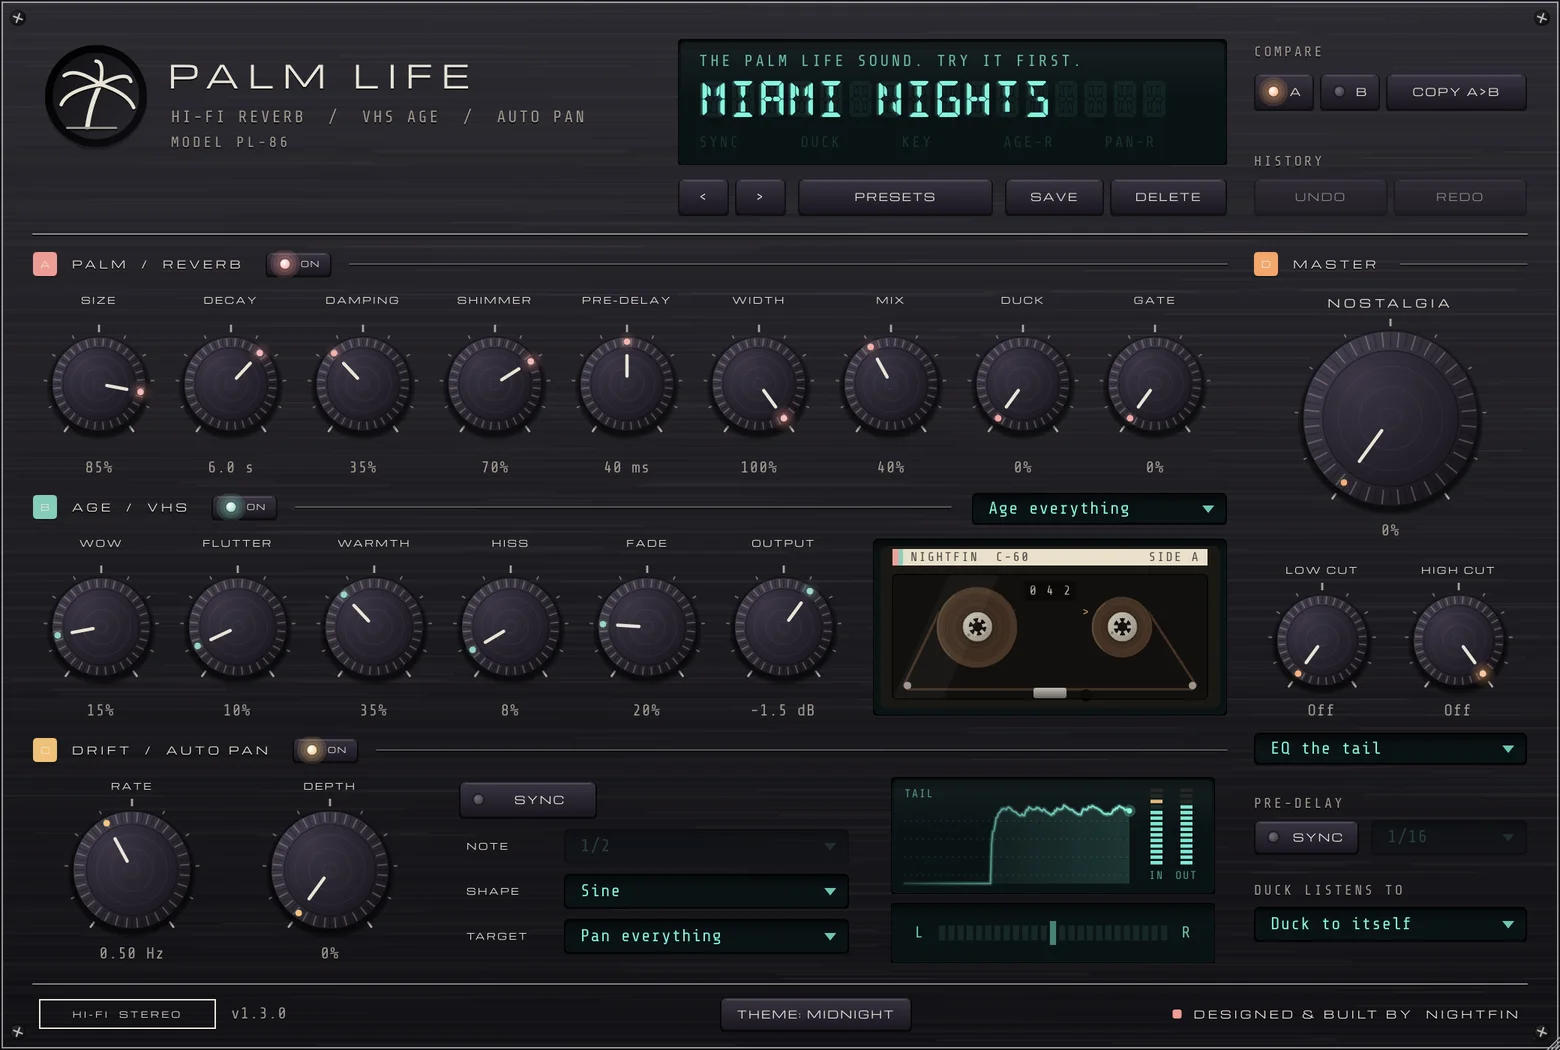 PALM LIFE
HI-FI REVERB / VHS AGE / AUTO PAN
MODEL PL-86
THE PALM LIFE SOUND. TRY IT FIRST.
MIAMI NIGHTS
SYNC DUCK KEY AGE-R PAN-R
< > PRESETS SAVE DELETE
COMPARE
A B COPY A>B
HISTORY
UNDO REDO
A PALM / REVERB ON
SIZE DECAY DAMPING SHIMMER PRE-DELAY WIDTH MIX DUCK GATE
85% 6.0 s 35% 70% 40 ms 100% 40% 0% 0%
D MASTER
NOSTALGIA
0%
LOW CUT HIGH CUT
Off Off
EQ the tail
PRE-DELAY
SYNC 1/16
DUCK LISTENS TO
Duck to itself
B AGE / VHS ON
Age everything
WOW FLUTTER WARMTH HISS FADE OUTPUT
15% 10% 35% 8% 20% -1.5 dB
NIGHTFIN C-60 SIDE A
0 4 2
>
C DRIFT / AUTO PAN ON
RATE DEPTH
0.50 Hz 0%
SYNC
NOTE 1/2
SHAPE Sine
TARGET Pan everything
TAIL
IN OUT
L R
HI-FI STEREO v1.3.0
THEME: MIDNIGHT
DESIGNED & BUILT BY NIGHTFIN